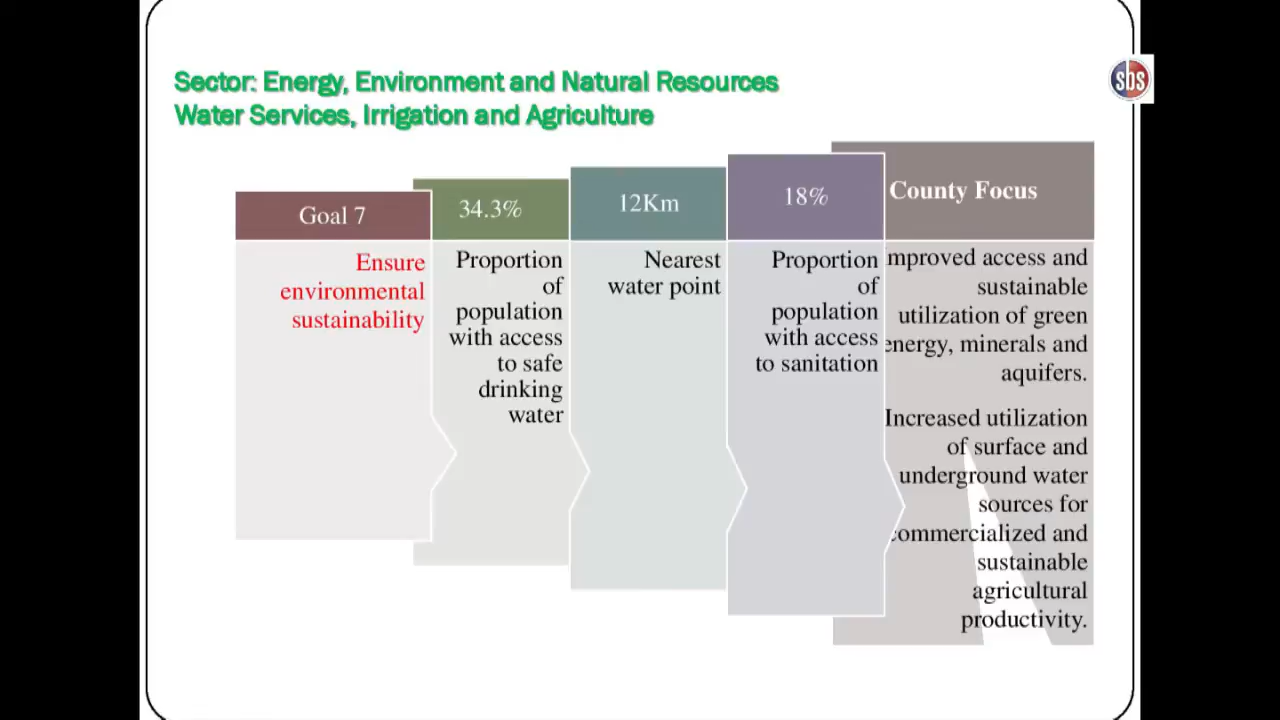 Sector: Energy, Environment and Natural Resources
Water Services, Irrigation and Agriculture
sbs
Goal 7
Ensure
environmental
sustainability
34.3%
Proportion
of
population
with access
to safe
drinking
water
12Km
Nearest
water point
18%
Proportion
of
population
with access
to sanitation
County Focus
mproved access and
sustainable
utilization of green
energy, minerals and
aquifers.
Increased utilization
of surface and
underground water
sources for
commercialized and
sustainable
agricultural
productivity.